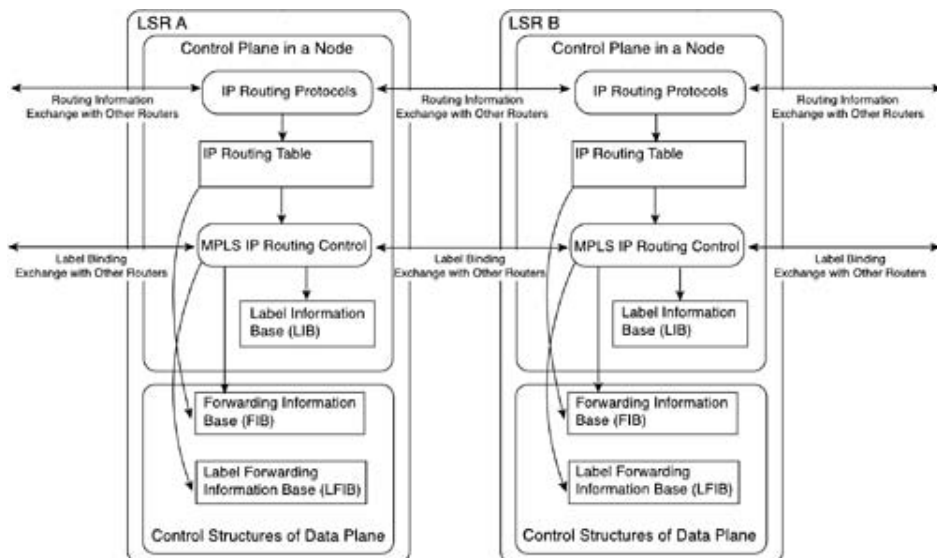 LSR A
Control Plane in a Node
IP Routing Protocols
Routing Information
Exchange with Other Routers
IP Routing Table
MPLS IP Routing Control
Label Binding
Exchange with Other Routers
Label Information
Base (LIB)
Forwarding Information
Base (FIB)
Label Forwarding
Information Base (LFIB)
Control Structures of Data Plane
Routing Information
Exchange with Other Routers
Label Binding
Exchange with Other Routers
LSR B
Control Plane in a Node
IP Routing Protocols
Routing Information
Exchange with Other Routers
IP Routing Table
MPLS IP Routing Control
Label Binding
Exchange with Other Routers
Label Information
Base (LIB)
Forwarding Information
Base (FIB)
Label Forwarding
Information Base (LFIB)
Control Structures of Data Plane